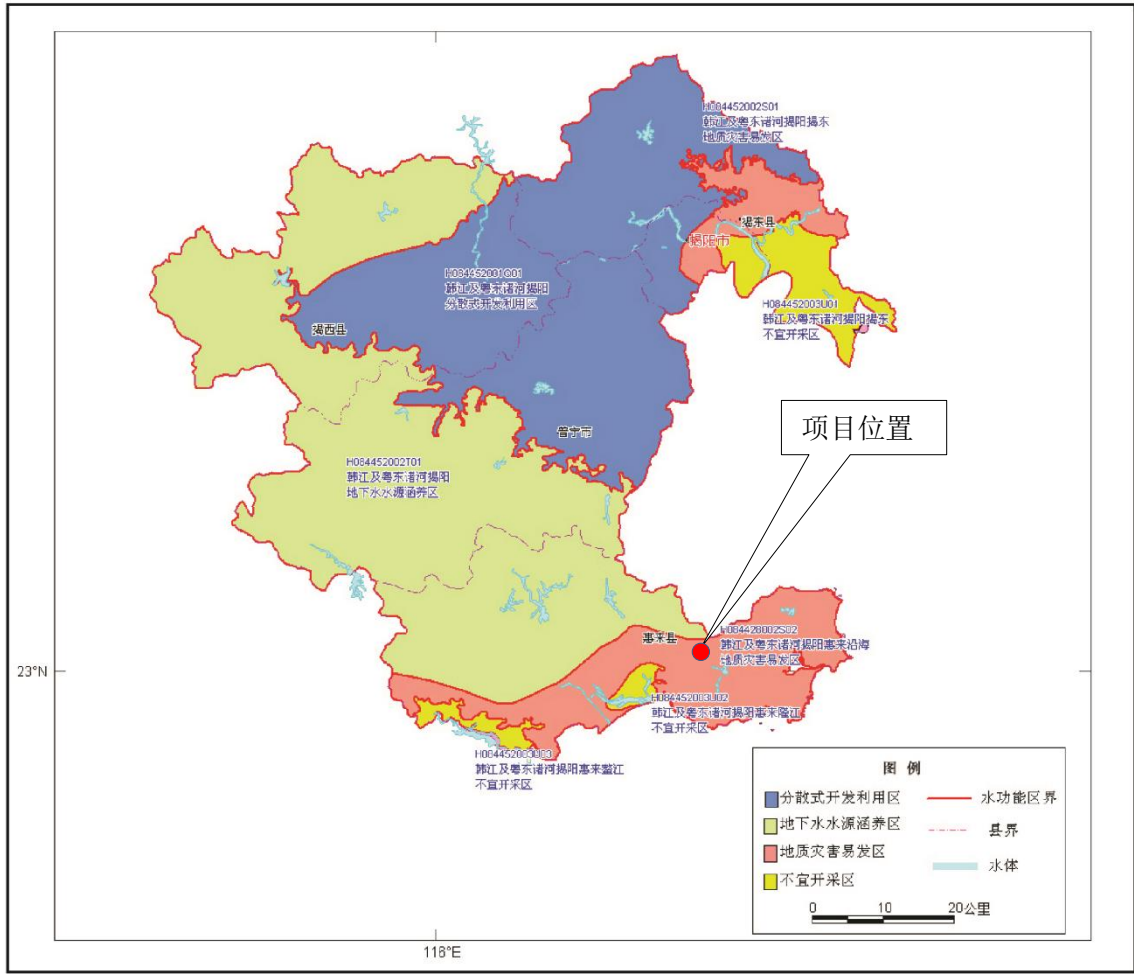 H084452002S01
韩江及粤东诸河揭阳揭东
地质灾害易发区
揭东县
揭阳市
H084452001Q01
韩江及粤东诸河揭阳
分散式开发利用区
H084452003U01
韩江及粤东诸河揭阳揭东
不宜开采区
揭西县
项目位置
普宁市
H084452002T01
韩江及粤东诸河揭阳
地下水水源涵养区
惠来县
H084428002S02
韩江及粤东诸河揭阳惠来沿海
地质灾害易发区
23°N
H084452003U02
韩江及粤东诸河揭阳惠来隆江
不宜开采区
H084452003U03
韩江及粤东诸河揭阳惠来螯江
不宜开采区
图 例
分散式开发利用区
水功能区界
地下水水源涵养区
县界
地质灾害易发区
水体
不宜开采区
0 10 20公里
116°E